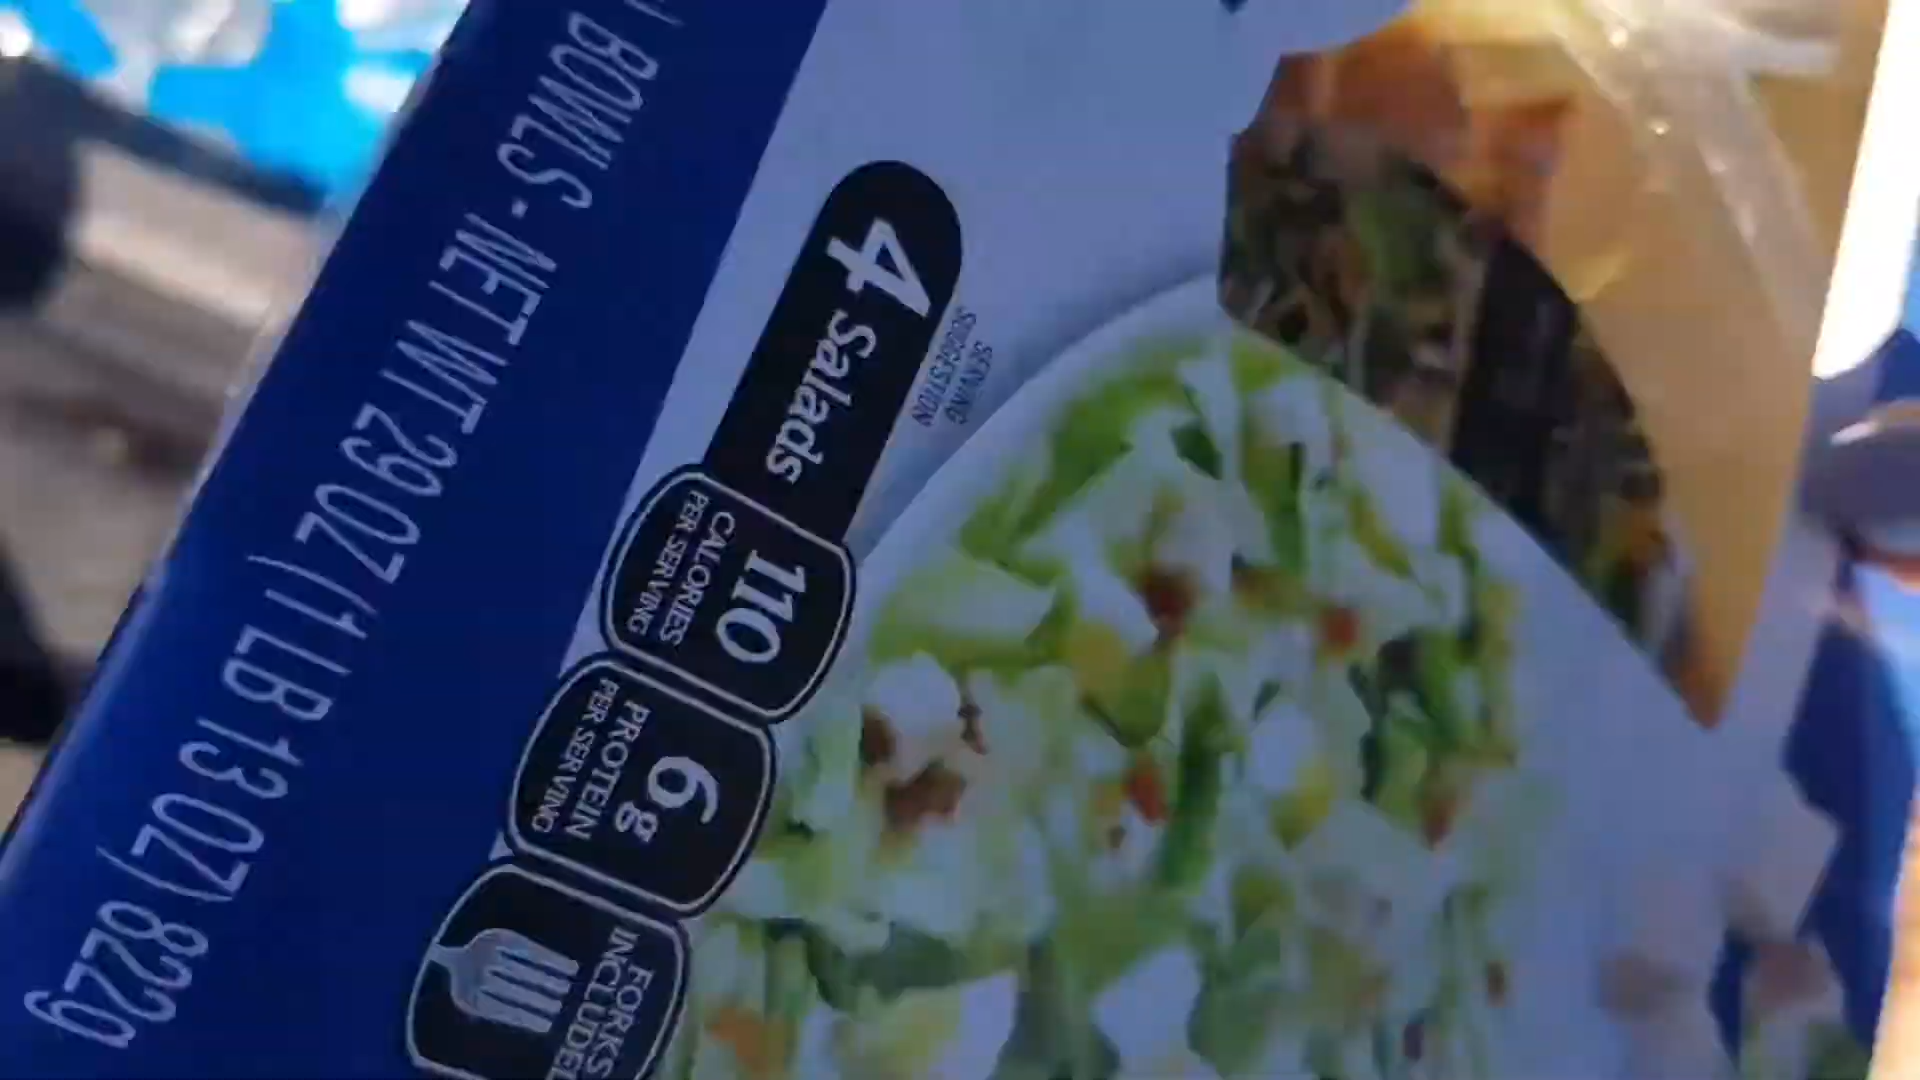 BOWLS - NET WT 29 OZ (1 LB 13 OZ) 822g
4 Salads
SERVING
SUGGESTION
110
CALORIES
PER SERVING
6g
PROTEIN
PER SERVING
FORKS
INCLUDED